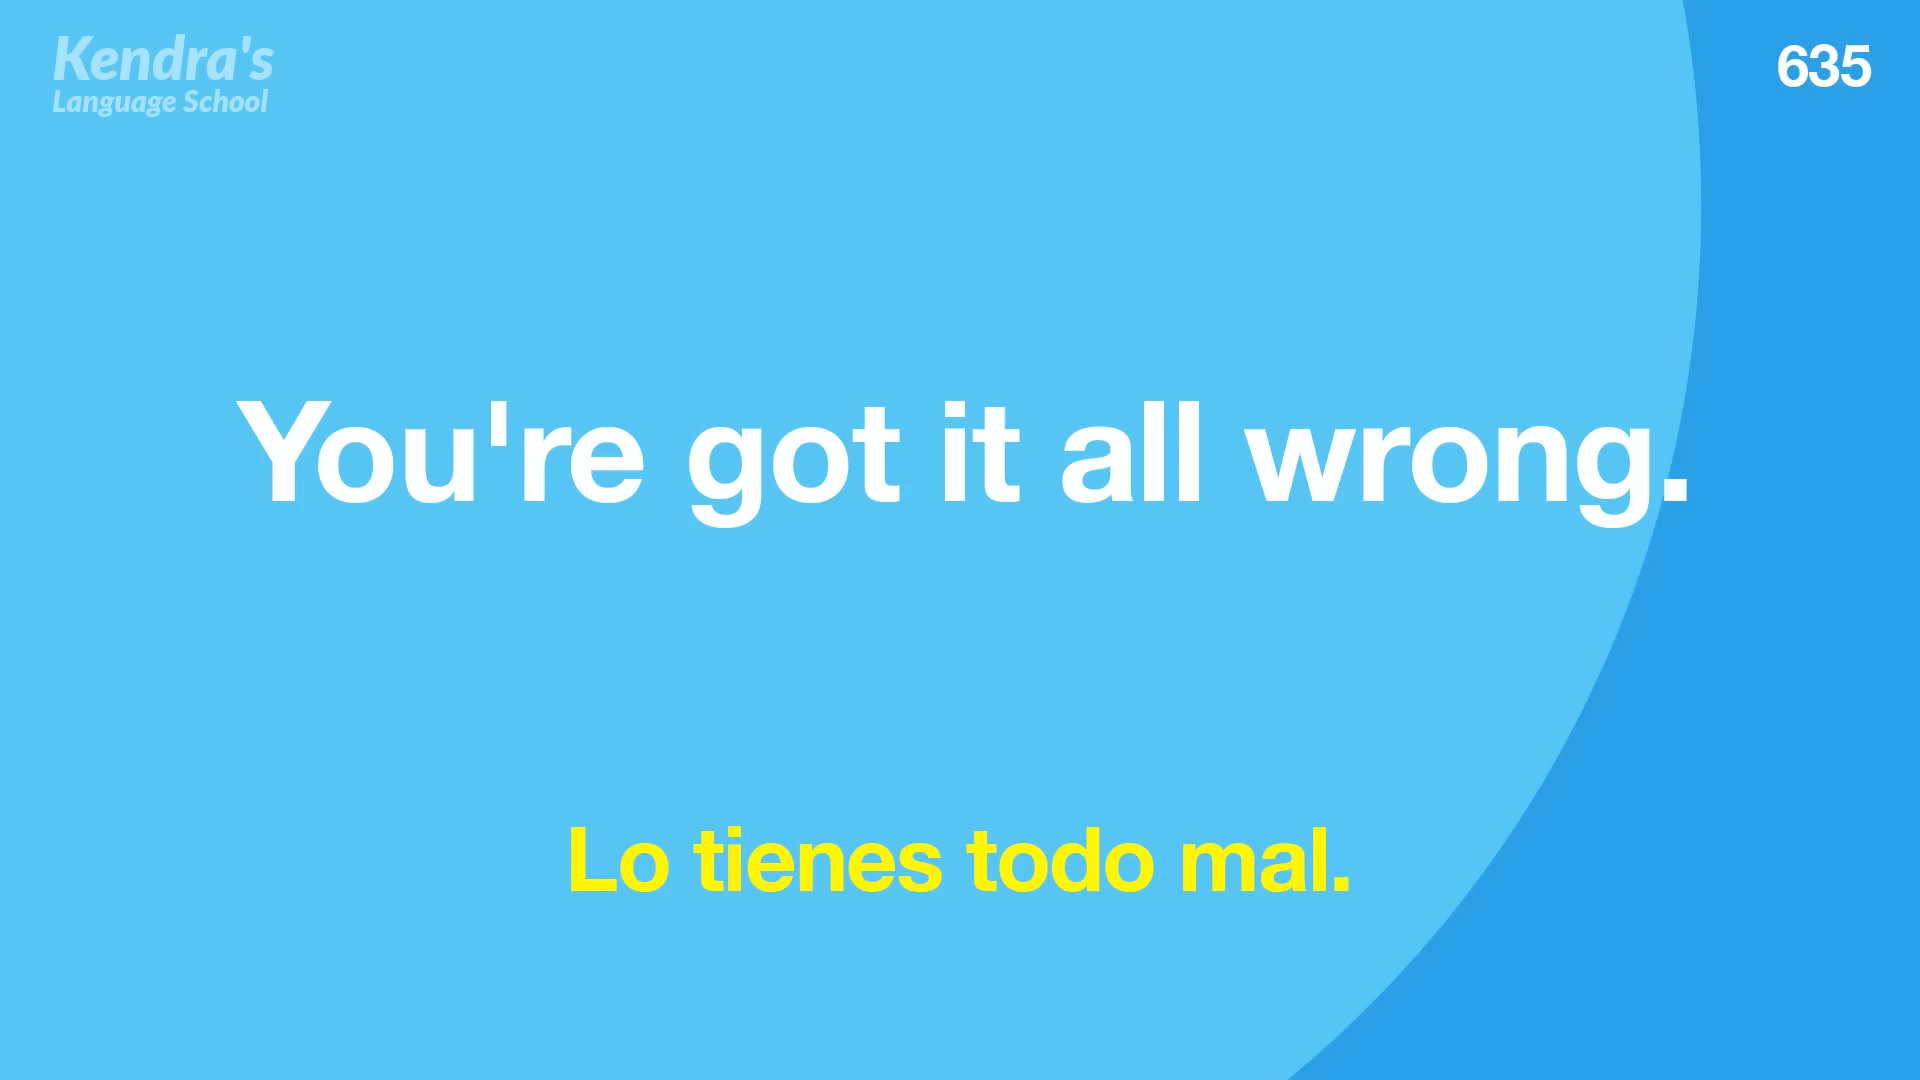 Kendra's
Language School
635
You're got it all wrong.
Lo tienes todo mal.